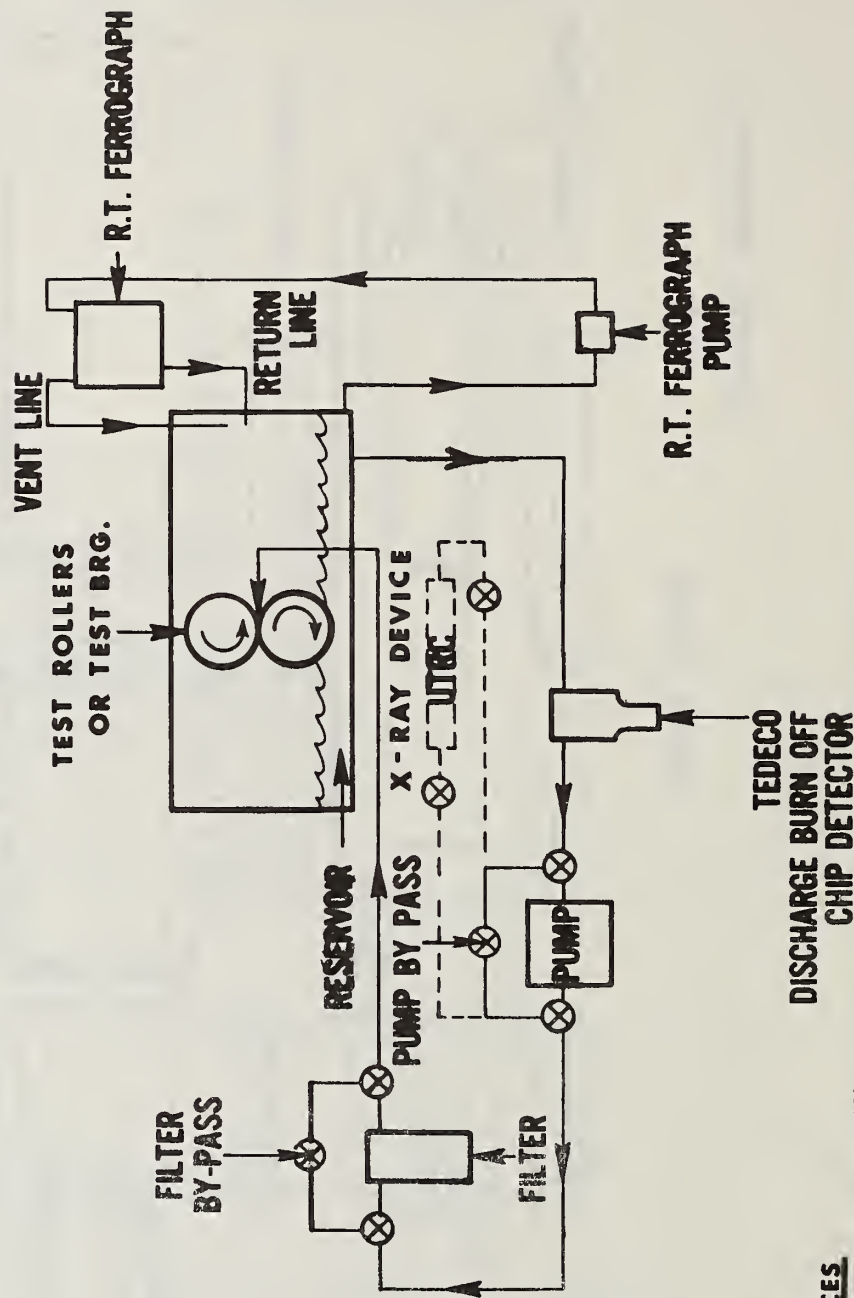 VENT LINE
R.T. FERROGRAPH
TEST ROLLERS
OR TEST BRG.
RETURN
LINE
R.T. FERROGRAPH
PUMP
X-RAY DEVICE
UTRC
RESERVOIR
PUMP BY PASS
PUMP
TEDECO
DISCHARGE BURN OFF
CHIP DETECTOR
FILTER
BY-PASS
FILTER